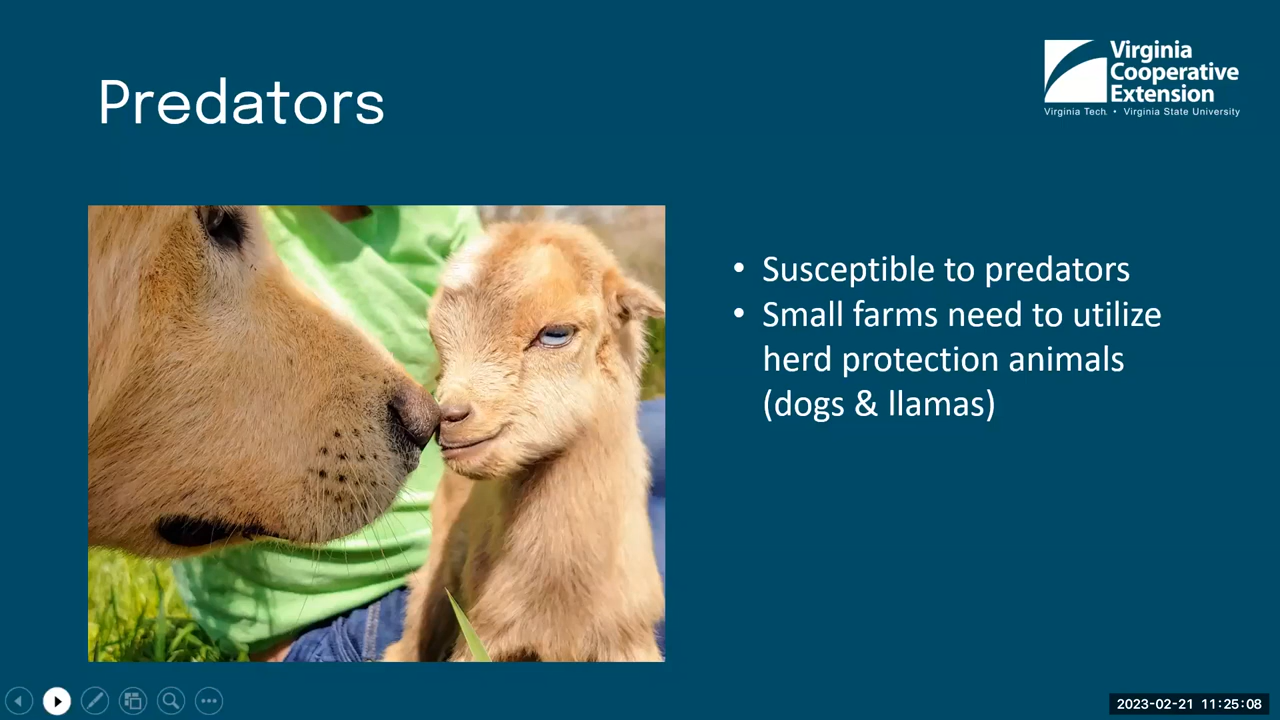 Predators
Virginia
Cooperative
Extension
Virginia Tech • Virginia State University
• Susceptible to predators
• Small farms need to utilize
herd protection animals
(dogs & llamas)
2023-02-21 11:25:08